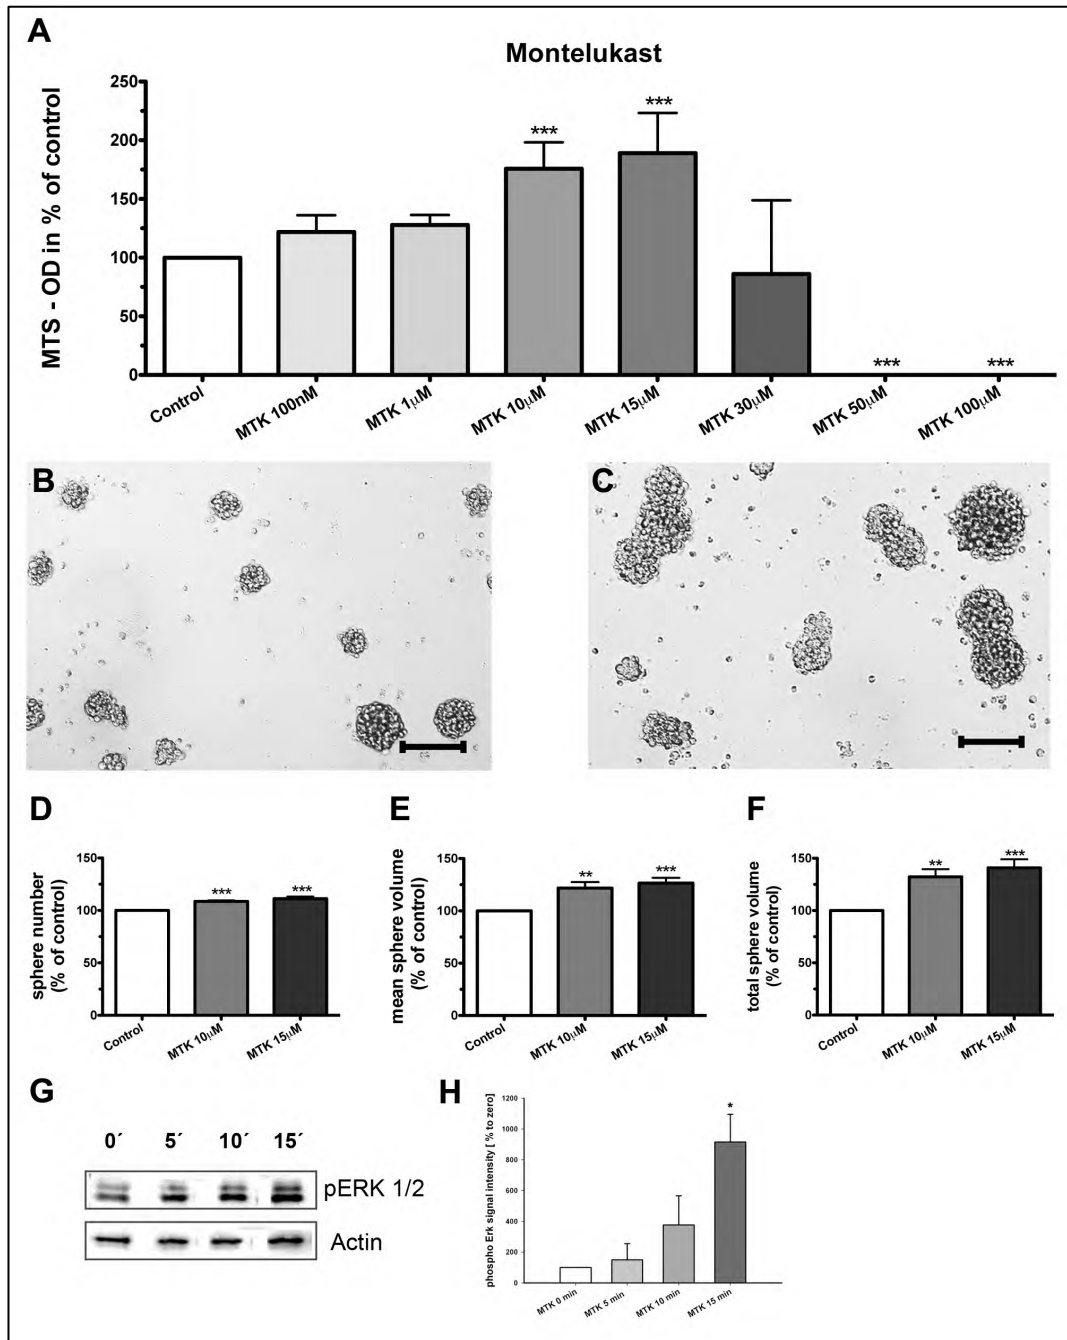 A
Montelukast
MTS - OD in % of control
250
200
150
100
50
0
***
***
***
***
Control
MTK 100nM
MTK 1μM
MTK 10μM
MTK 15μM
MTK 30μM
MTK 50μM
MTK 100μM
B
C
D
sphere number
(% of control)
150
100
50
0
***
***
Control
MTK 10μM
MTK 15μM
E
mean sphere volume
(% of control)
150
100
50
0
**
***
Control
MTK 10μM
MTK 15μM
F
total sphere volume
(% of control)
150
100
50
0
**
***
Control
MTK 10μM
MTK 15μM
G
0´ 5´ 10´ 15´
pERK 1/2
Actin
H
phospho Erk signal intensity [ % to zero]
1200
1000
800
600
400
200
0
*
MTK 0 min
MTK 5 min
MTK 10 min
MTK 15 min